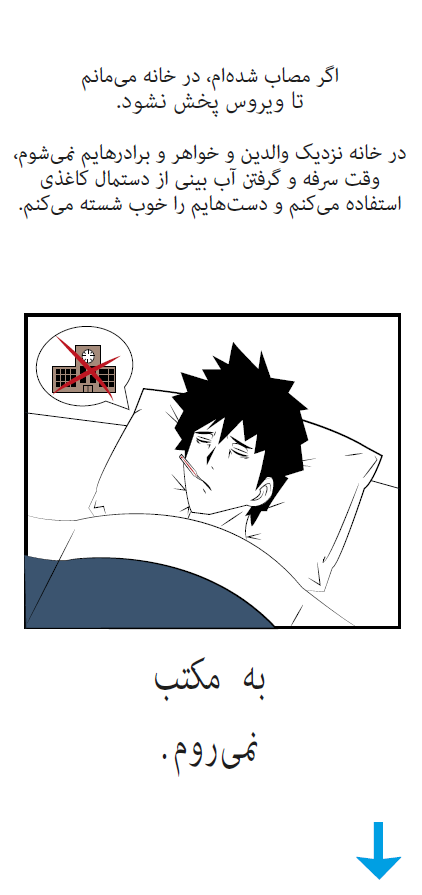 اگر مصاب شده‌ام، در خانه می‌مانم
تا ویروس پخش نشود.
در خانه نزدیک والدین و خواهر و برادرهایم نمی‌شوم،
وقت سرفه و گرفتن آب بینی از دستمال کاغذی
استفاده می‌کنم و دست‌هایم را خوب شسته می‌کنم.
به مکتب
نمی‌روم.